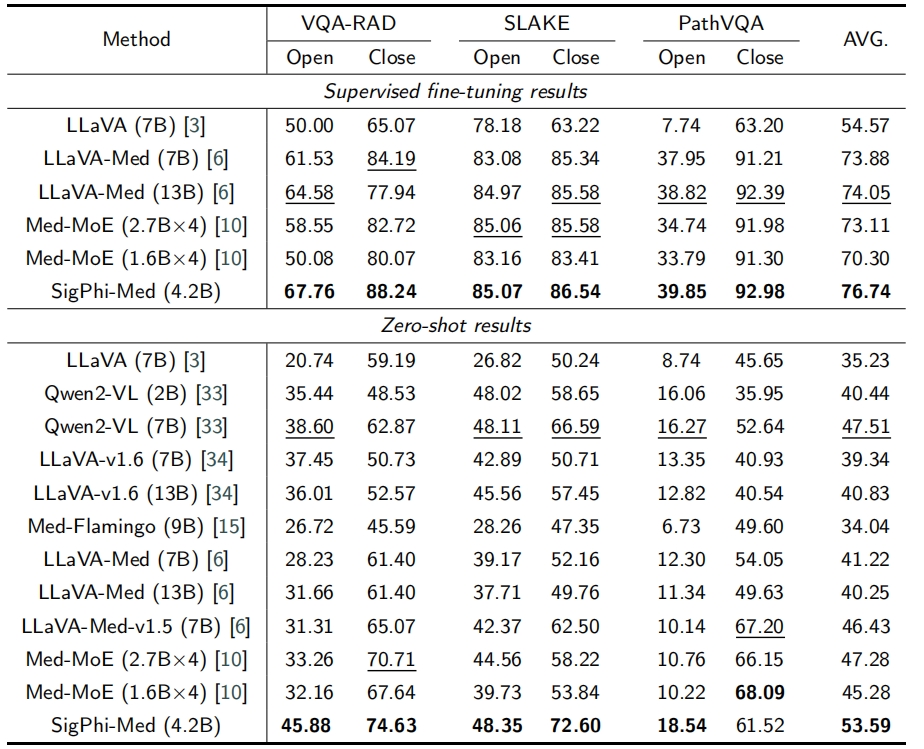 Method VQA-RAD SLAKE PathVQA AVG.
Open Close Open Close Open Close
Supervised fine-tuning results
LLaVA (7B) [3] 50.00 65.07 78.18 63.22 7.74 63.20 54.57
LLaVA-Med (7B) [6] 61.53 84.19 83.08 85.34 37.95 91.21 73.88
LLaVA-Med (13B) [6] 64.58 77.94 84.97 85.58 38.82 92.39 74.05
Med-MoE (2.7B×4) [10] 58.55 82.72 85.06 85.58 34.74 91.98 73.11
Med-MoE (1.6B×4) [10] 50.08 80.07 83.16 83.41 33.79 91.30 70.30
SigPhi-Med (4.2B) 67.76 88.24 85.07 86.54 39.85 92.98 76.74
Zero-shot results
LLaVA (7B) [3] 20.74 59.19 26.82 50.24 8.74 45.65 35.23
Qwen2-VL (2B) [33] 35.44 48.53 48.02 58.65 16.06 35.95 40.44
Qwen2-VL (7B) [33] 38.60 62.87 48.11 66.59 16.27 52.64 47.51
LLaVA-v1.6 (7B) [34] 37.45 50.73 42.89 50.71 13.35 40.93 39.34
LLaVA-v1.6 (13B) [34] 36.01 52.57 45.56 57.45 12.82 40.54 40.83
Med-Flamingo (9B) [15] 26.72 45.59 28.26 47.35 6.73 49.60 34.04
LLaVA-Med (7B) [6] 28.23 61.40 39.17 52.16 12.30 54.05 41.22
LLaVA-Med (13B) [6] 31.66 61.40 37.71 49.76 11.34 49.63 40.25
LLaVA-Med-v1.5 (7B) [6] 31.31 65.07 42.37 62.50 10.14 67.20 46.43
Med-MoE (2.7B×4) [10] 33.26 70.71 44.56 58.22 10.76 66.15 47.28
Med-MoE (1.6B×4) [10] 32.16 67.64 39.73 53.84 10.22 68.09 45.28
SigPhi-Med (4.2B) 45.88 74.63 48.35 72.60 18.54 61.52 53.59